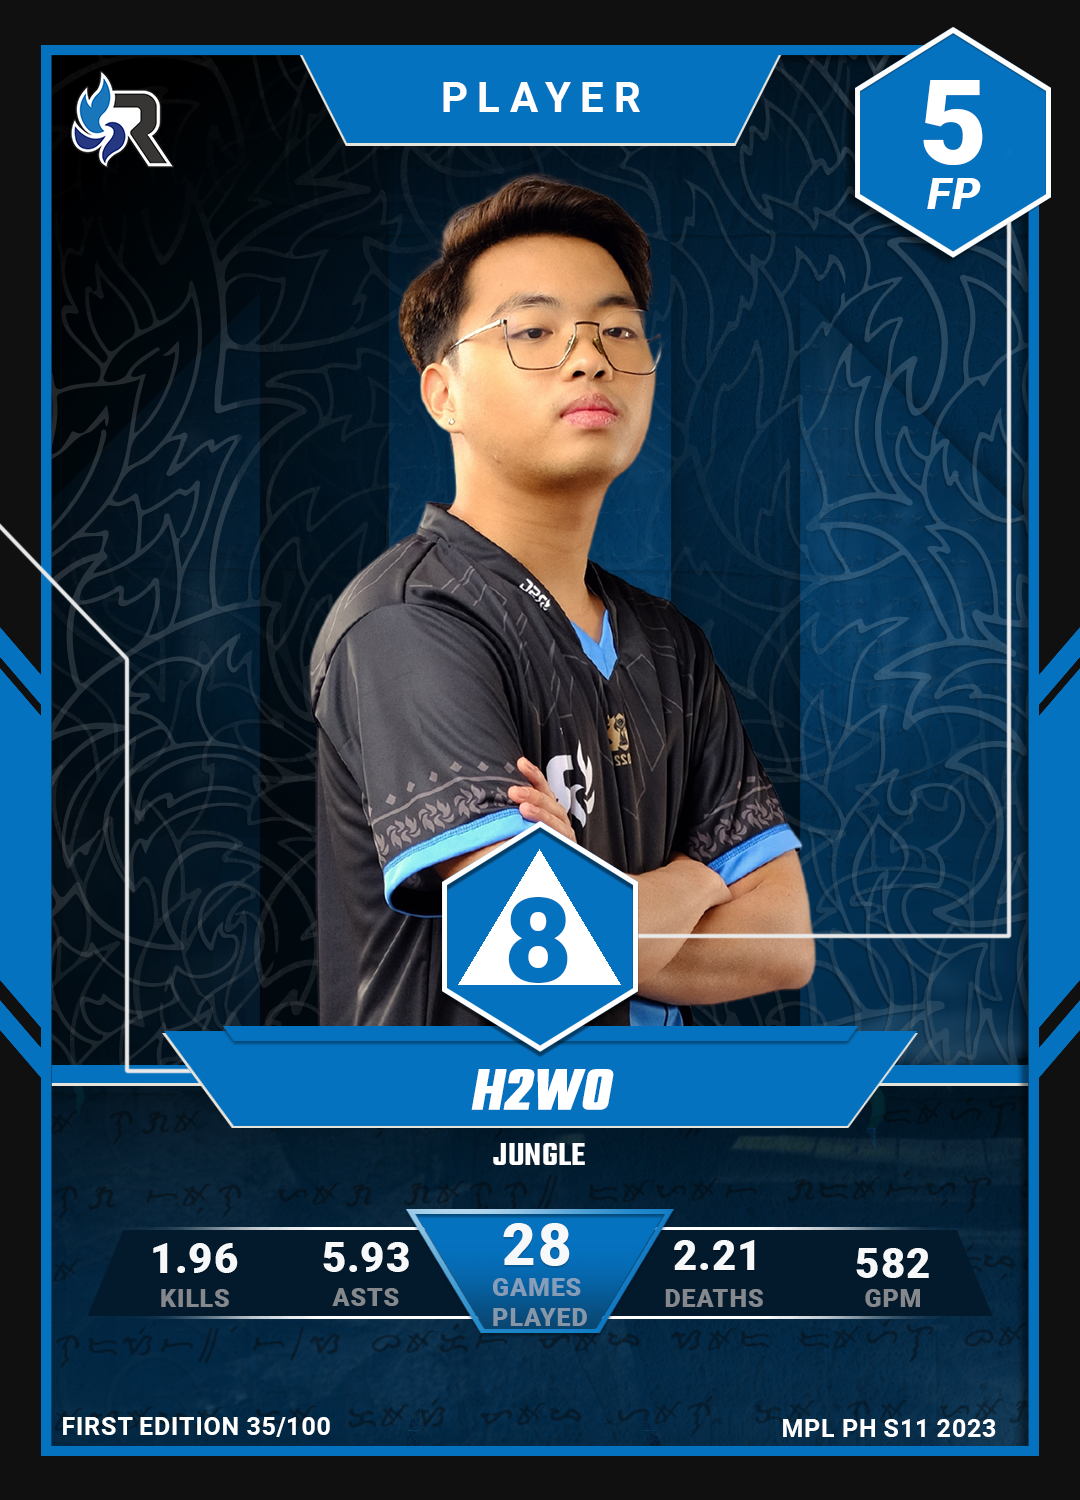 PLAYER
5
FP
R
8
H2WO
JUNGLE
1.96
KILLS
5.93
ASTS
28
GAMES
PLAYED
2.21
DEATHS
582
GPM
FIRST EDITION 35/100
MPL PH S11 2023